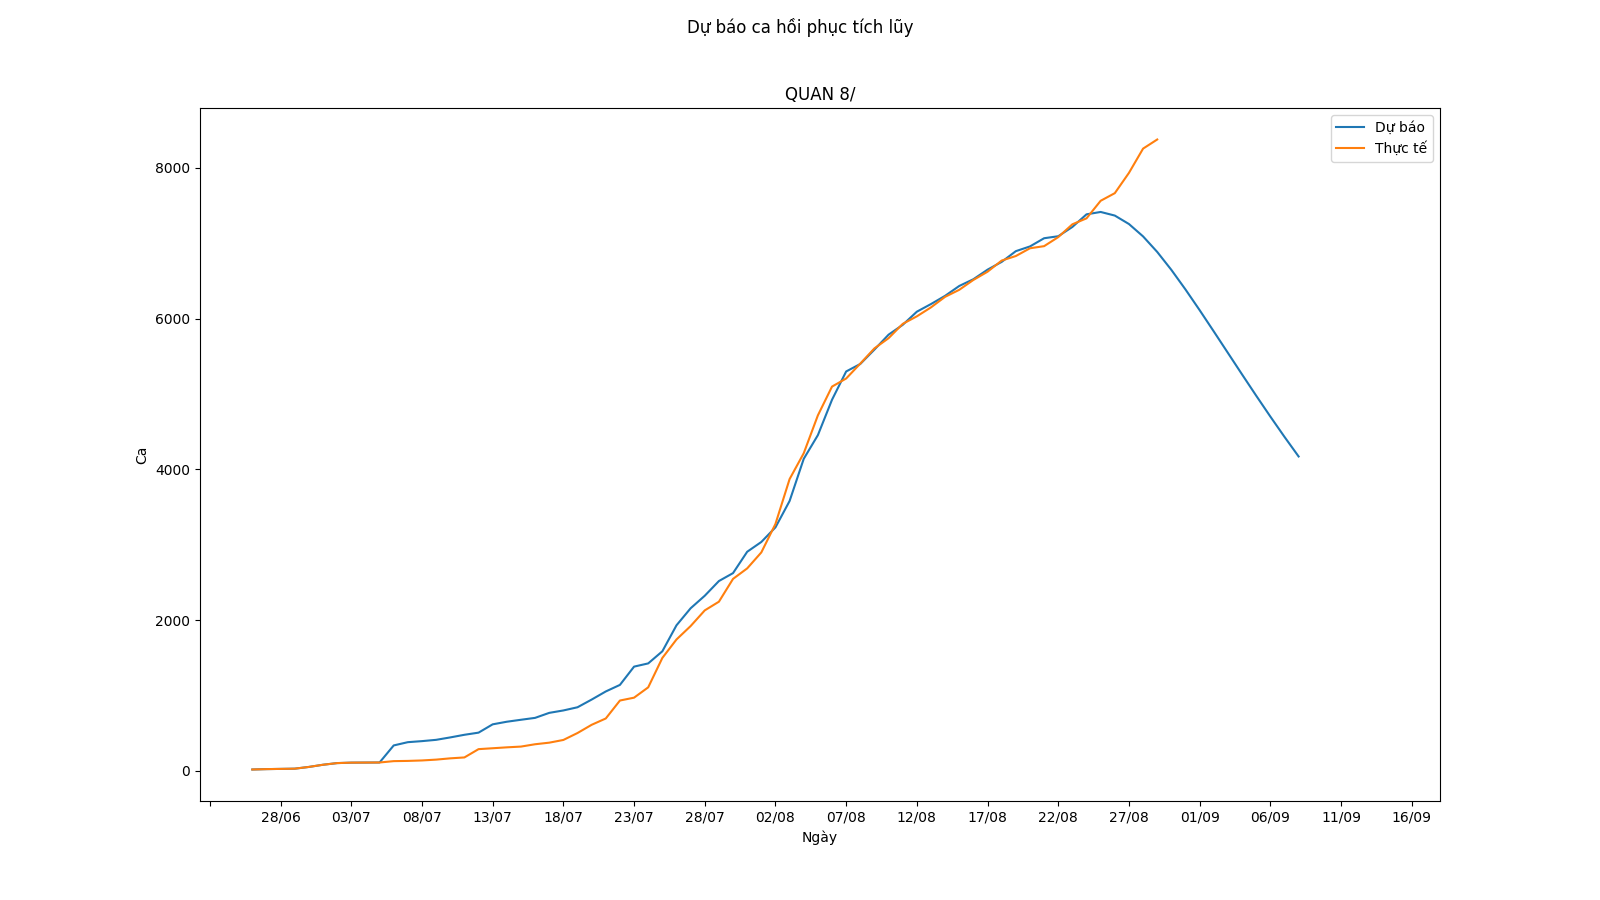 Dự báo ca hồi phục tích lũy
QUAN 8/
Dự báo
Thực tế
8000
6000
4000
2000
0
Ca
28/06 03/07 08/07 13/07 18/07 23/07 28/07 02/08 07/08 12/08 17/08 22/08 27/08 01/09 06/09 11/09 16/09
Ngày